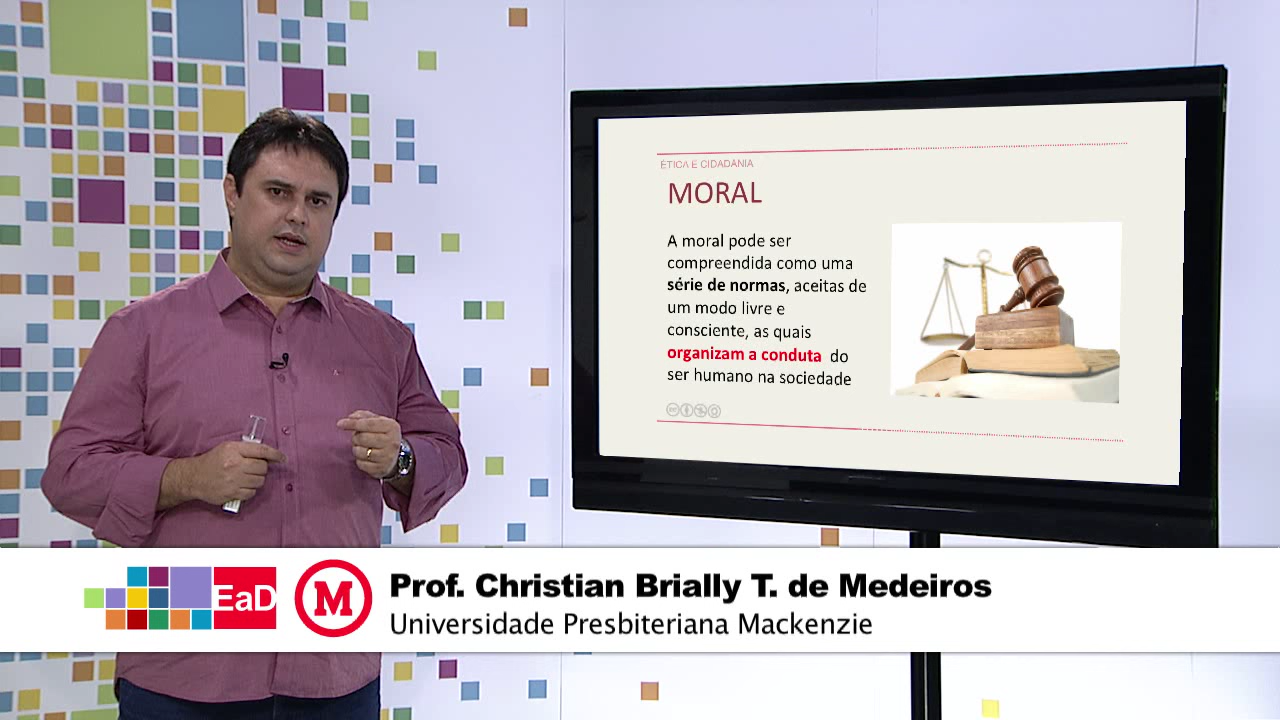 ÉTICA E CIDADANIA
MORAL
A moral pode ser
compreendida como uma
série de normas, aceitas de
um modo livre e
consciente, as quais
organizam a conduta do
ser humano na sociedade
EaD
M
Prof. Christian Brially T. de Medeiros
Universidade Presbiteriana Mackenzie